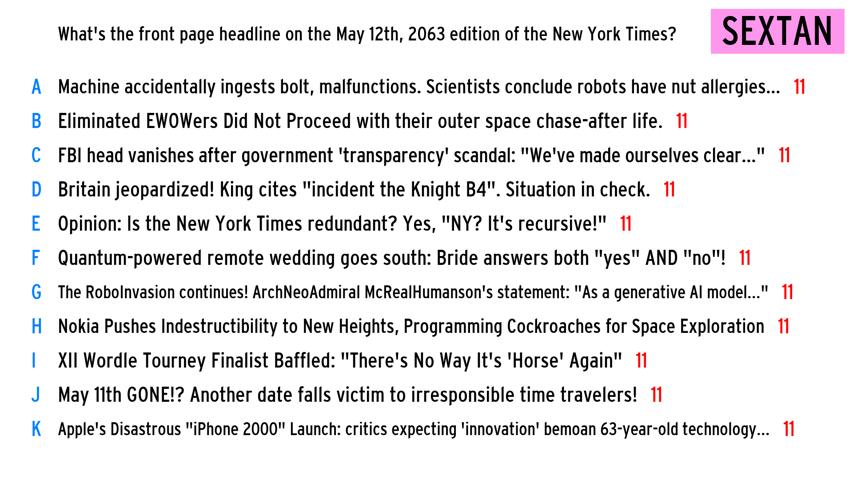 What's the front page headline on the May 12th, 2063 edition of the New York Times?
SEXTAN
A Machine accidentally ingests bolt, malfunctions. Scientists conclude robots have nut allergies... 11
B Eliminated EWOWers Did Not Proceed with their outer space chase-after life. 11
C FBI head vanishes after government 'transparency' scandal: "We've made ourselves clear..." 11
D Britain jeopardized! King cites "incident the Knight B4". Situation in check. 11
E Opinion: Is the New York Times redundant? Yes, "NY? It's recursive!" 11
F Quantum-powered remote wedding goes south: Bride answers both "yes" AND "no"! 11
G The RoboInvasion continues! ArchNeoAdmiral McRealHumanson's statement: "As a generative AI model..." 11
H Nokia Pushes Indestructibility to New Heights, Programming Cockroaches for Space Exploration 11
I XII Wordle Tourney Finalist Baffled: "There's No Way It's 'Horse' Again" 11
J May 11th GONE!? Another date falls victim to irresponsible time travelers! 11
K Apple's Disastrous "iPhone 2000" Launch: critics expecting 'innovation' bemoan 63-year-old technology... 11